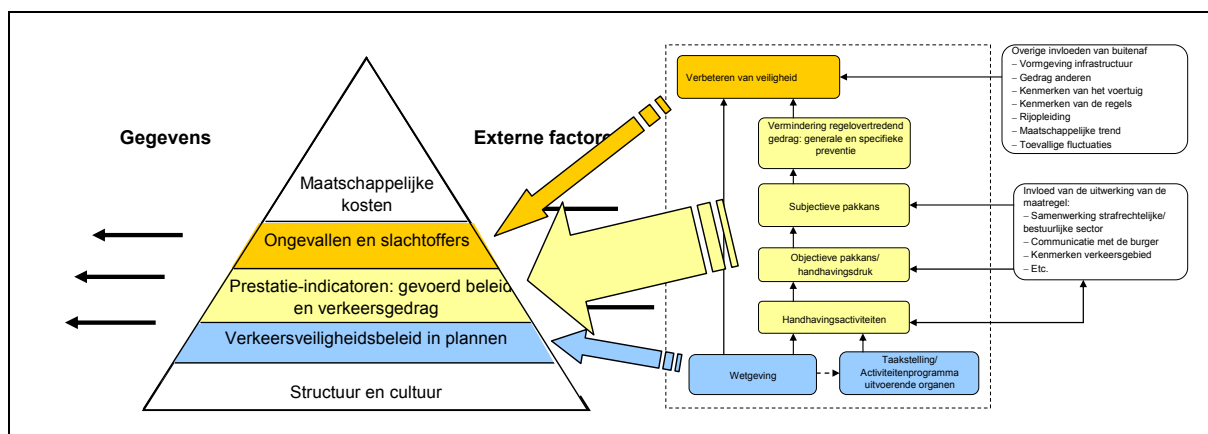 Gegevens
Externe factore
Maatschappelijke
kosten
Ongevallen en slachtoffers
Prestatie-indicatoren: gevoerd beleid
en verkeersgedrag
Verkeersveiligheidsbeleid in plannen
Structuur en cultuur
Verbeteren van veiligheid
Vermindering regelovertredend
gedrag: generale en specifieke
preventie
Subjectieve pakkans
Objectieve pakkans/
handhavingsdruk
Handhavingsactiviteiten
Wetgeving
Taakstelling/
Activiteitenprogramma
uitvoerende organen
Overige invloeden van buitenaf
– Vormgeving infrastructuur
– Gedrag anderen
– Kenmerken van het voertuig
– Kenmerken van de regels
– Rijopleiding
– Maatschappelijke trend
– Toevallige fluctuaties
Invloed van de uitwerking van de
maatregel:
– Samenwerking strafrechtelijke/
bestuurlijke sector
– Communicatie met de burger
– Kenmerken verkeersgebied
– Etc.